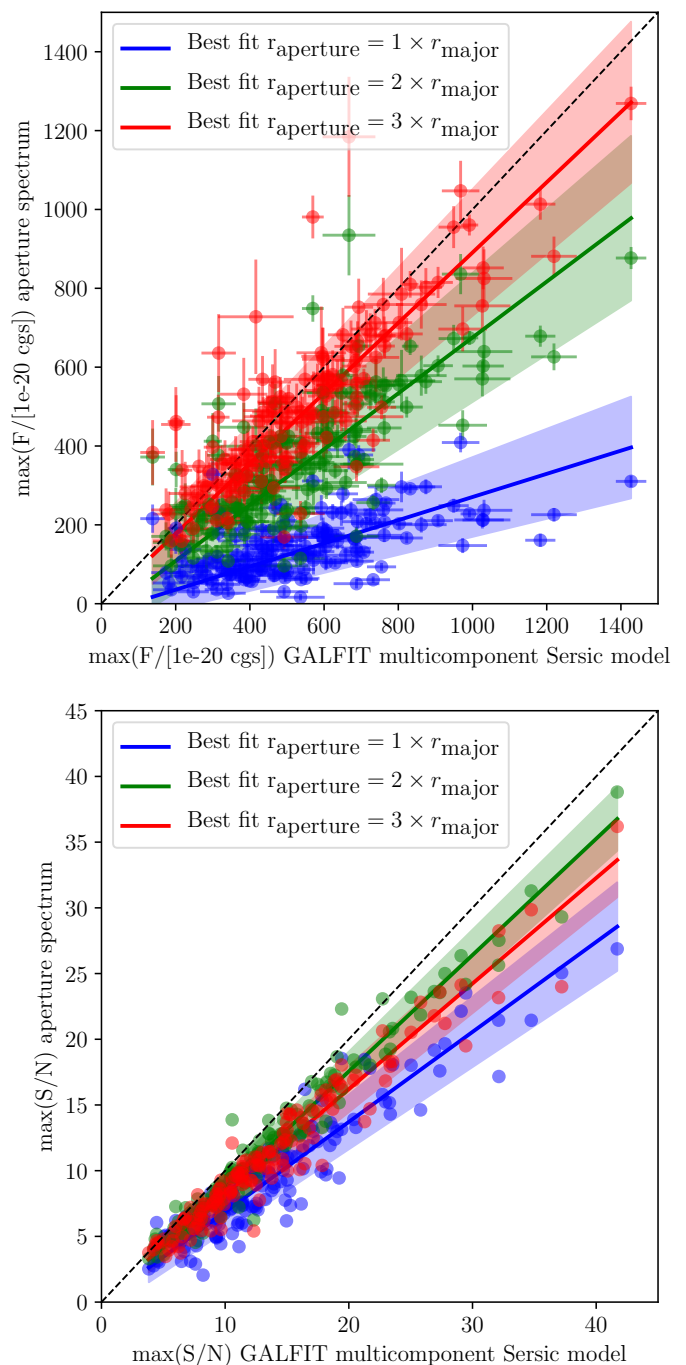 1400
1200
1000
800
600
400
200
0
max(F/[1e-20 cgs]) aperture spectrum
Best fit r_aperture = 1 × r_major
Best fit r_aperture = 2 × r_major
Best fit r_aperture = 3 × r_major
0 200 400 600 800 1000 1200 1400
max(F/[1e-20 cgs]) GALFIT multicomponent Sersic model
45
40
35
30
25
20
15
10
5
0
max(S/N) aperture spectrum
Best fit r_aperture = 1 × r_major
Best fit r_aperture = 2 × r_major
Best fit r_aperture = 3 × r_major
0 10 20 30 40
max(S/N) GALFIT multicomponent Sersic model